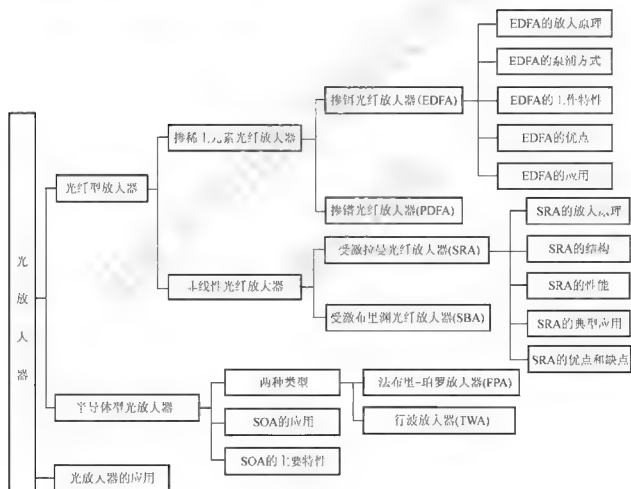 光放大器
光纤型放大器
掺稀土元素光纤放大器
掺铒光纤放大器(EDFA)
EDFA的放大原理
EDFA的泵浦方式
EDFA的工作特性
EDFA的优点
EDFA的应用
掺镨光纤放大器(PDFA)
非线性光纤放大器
受激拉曼光纤放大器(SRA)
SRA的放大原理
SRA的结构
SRA的性能
SRA的典型应用
SRA的优点和缺点
受激布里渊光纤放大器(SBA)
半导体型光放大器
两种类型
法布里-珀罗放大器(FPA)
行波放大器(TWA)
SOA的应用
SOA的主要特性
光放大器的应用